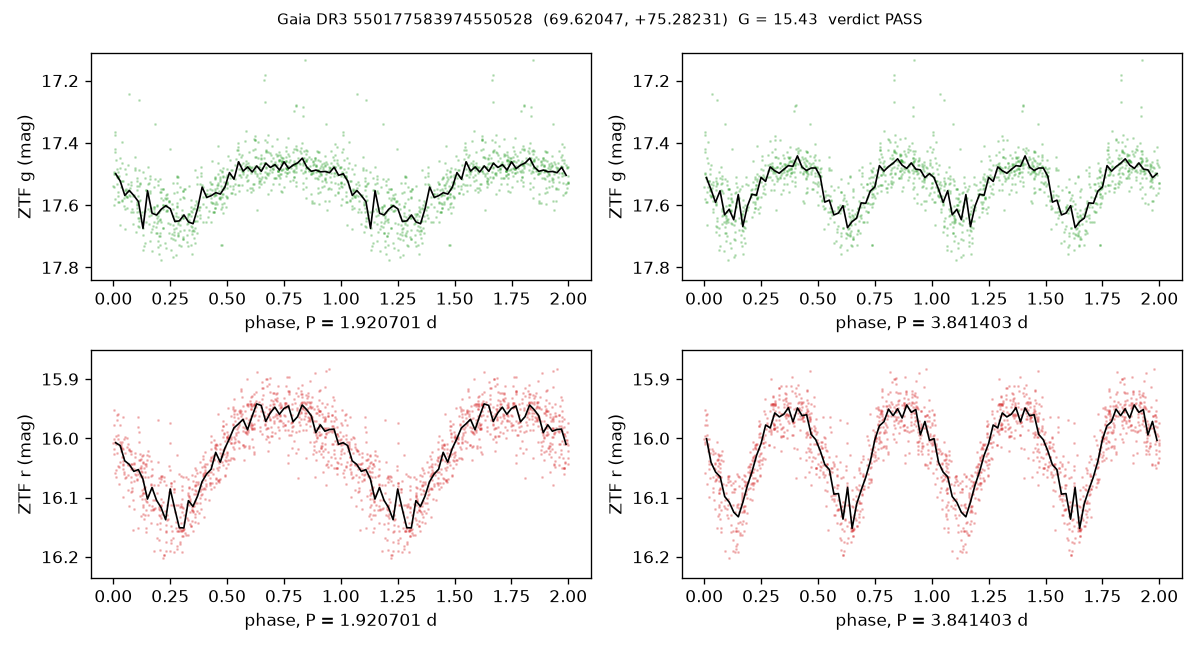 Gaia DR3 550177583974550528  (69.62047, +75.28231)  G = 15.43  verdict PASS
ZTF g (mag)
17.2
17.4
17.6
17.8
0.00 0.25 0.50 0.75 1.00 1.25 1.50 1.75 2.00
phase, P = 1.920701 d
ZTF g (mag)
17.2
17.4
17.6
17.8
0.00 0.25 0.50 0.75 1.00 1.25 1.50 1.75 2.00
phase, P = 3.841403 d
ZTF r (mag)
15.9
16.0
16.1
16.2
0.00 0.25 0.50 0.75 1.00 1.25 1.50 1.75 2.00
phase, P = 1.920701 d
ZTF r (mag)
15.9
16.0
16.1
16.2
0.00 0.25 0.50 0.75 1.00 1.25 1.50 1.75 2.00
phase, P = 3.841403 d